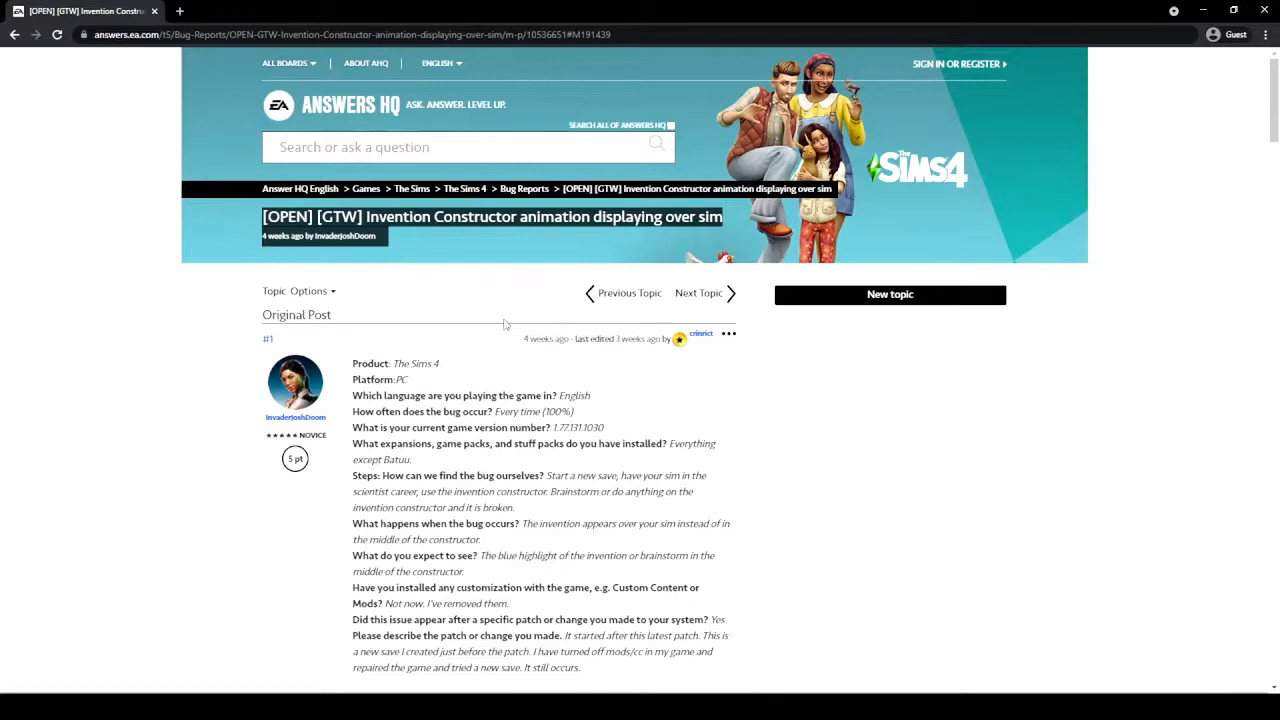 [OPEN] [GTW] Invention Constru
answers.ea.com/t5/Bug-Reports/OPEN-GTW-Invention-Constructor-animation-displaying-over-sim/m-p/10536651#M191439
Guest
ALL BOARDS
ABOUT AHQ
ENGLISH
SIGN IN OR REGISTER
EA ANSWERS HQ ASK. ANSWER. LEVEL UP.
SEARCH ALL OF ANSWERS HQ
Search or ask a question
The SIMS 4
Answer HQ English > Games > The Sims > The Sims 4 > Bug Reports > [OPEN] [GTW] Invention Constructor animation displaying over sim
[OPEN] [GTW] Invention Constructor animation displaying over sim
4 weeks ago by InvaderJoshDoom
Topic Options
Previous Topic
Next Topic
New topic
Original Post
#1
4 weeks ago - last edited 3 weeks ago by crinrict
InvaderJoshDoom
★★★★★ NOVICE
5 pt
Product: The Sims 4
Platform:PC
Which language are you playing the game in? English
How often does the bug occur? Every time (100%)
What is your current game version number? 1.77.131.1030
What expansions, game packs, and stuff packs do you have installed? Everything
except Batuu.
Steps: How can we find the bug ourselves? Start a new save, have your sim in the
scientist career, use the invention constructor. Brainstorm or do anything on the
invention constructor and it is broken.
What happens when the bug occurs? The invention appears over your sim instead of in
the middle of the constructor.
What do you expect to see? The blue highlight of the invention or brainstorm in the
middle of the constructor.
Have you installed any customization with the game, e.g. Custom Content or
Mods? Not now. I've removed them.
Did this issue appear after a specific patch or change you made to your system? Yes
Please describe the patch or change you made. It started after this latest patch. This is
a new save I created just before the patch. I have turned off mods/cc in my game and
repaired the game and tried a new save. It still occurs.